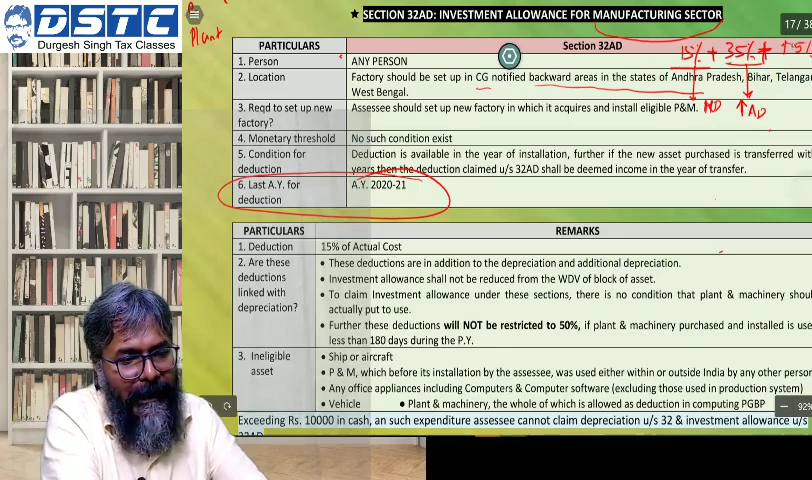 DSTC
Durgesh Singh Tax Classes
Plant
★ SECTION 32AD: INVESTMENT ALLOWANCE FOR MANUFACTURING SECTOR
17/
15% + 35% +
PARTICULARS Section 32AD
1. Person ANY PERSON
2. Location Factory should be set up in CG notified backward areas in the states of Andhra Pradesh, Bihar,
West Bengal.
3. Reqd to set up new factory? Assessee should set up new factory in which it acquires and install eligible P&M. ND ↑AD
4. Monetary threshold No such condition exist
5. Condition for deduction Deduction is available in the year of installation, further if the new asset purchased is transferred
years then the deduction claimed u/s 32AD shall be deemed income in the year of transfer.
6. Last A.Y. for deduction A.Y. 2020-21
PARTICULARS REMARKS
1. Deduction 15% of Actual Cost
2. Are these deductions linked with depreciation? • These deductions are in addition to the depreciation and additional depreciation.
• Investment allowance shall not be reduced from the WDV of block of asset.
• To claim Investment allowance under these sections, there is no condition that plant & machinery
actually put to use.
• Further these deductions will NOT be restricted to 50%, if plant & machinery purchased and installed is
less than 180 days during the P.Y.
3. Ineligible asset • Ship or aircraft
• P & M, which before its installation by the assessee, was used either within or outside India by any other
• Any office appliances including Computers & Computer software (excluding those used in production system)
• Vehicle • Plant & machinery, the whole of which is allowed as deduction in computing PGBP
92%
Exceeding Rs. 10000 in cash, an such expenditure assessee cannot claim depreciation u/s 32 & investment allowance u/s